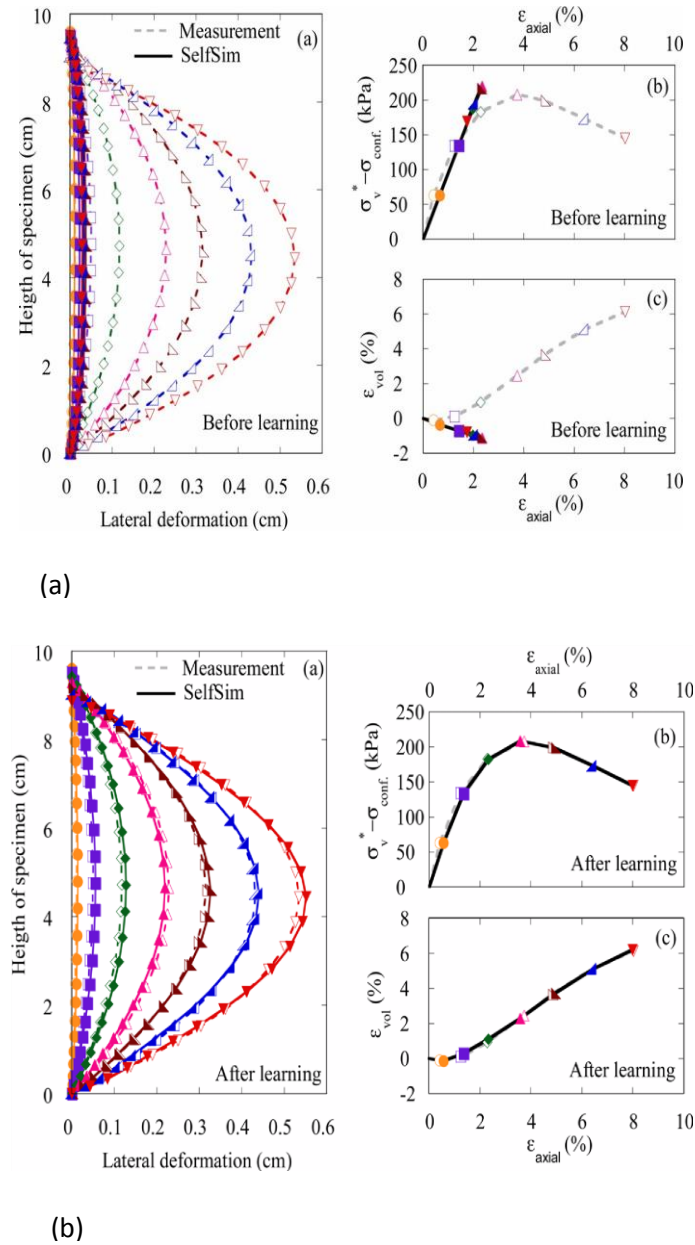 10
(a)
Measurement
SelfSim
8
6
4
2
0
Heigth of specimen (cm)
Before learning
0 0.1 0.2 0.3 0.4 0.5 0.6
Lateral deformation (cm)
εaxial (%)
0 2 4 6 8 10
250
200
150
100
50
0
σv*−σconf. (kPa)
(b)
Before learning
8
6
4
2
0
-2
εvol (%)
(c)
Before learning
0 2 4 6 8 10
εaxial (%)
(a)
10
(a)
Measurement
SelfSim
8
6
4
2
0
Heigth of specimen (cm)
After learning
0 0.1 0.2 0.3 0.4 0.5 0.6
Lateral deformation (cm)
εaxial (%)
0 2 4 6 8 10
250
200
150
100
50
0
σv*−σconf. (kPa)
(b)
After learning
8
6
4
2
0
-2
εvol (%)
(c)
After learning
0 2 4 6 8 10
εaxial (%)
(b)